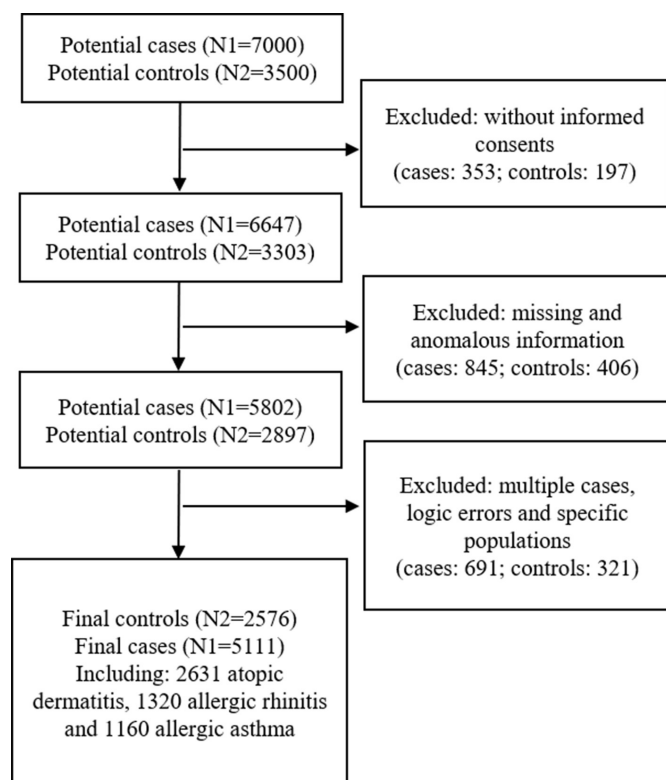 Potential cases (N1=7000)
Potential controls (N2=3500)
Excluded: without informed
consents
(cases: 353; controls: 197)
Potential cases (N1=6647)
Potential controls (N2=3303)
Excluded: missing and
anomalous information
(cases: 845; controls: 406)
Potential cases (N1=5802)
Potential controls (N2=2897)
Excluded: multiple cases,
logic errors and specific
populations
(cases: 691; controls: 321)
Final controls (N2=2576)
Final cases (N1=5111)
Including: 2631 atopic
dermatitis, 1320 allergic rhinitis
and 1160 allergic asthma